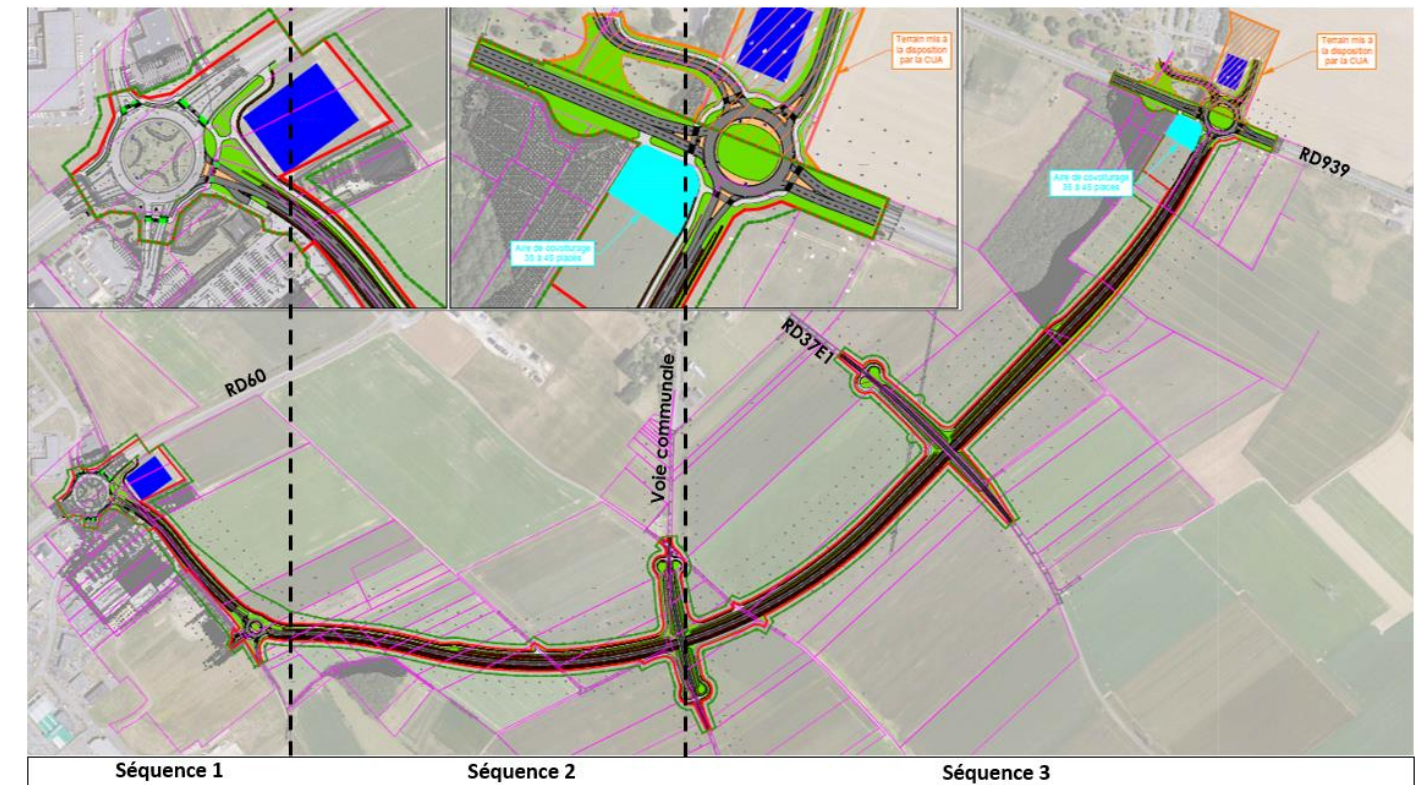 Terrain mis à
la disposition
par la CUA
Terrain mis à
la disposition
par la CUA
RD939
Aire de covoiturage
35 à 45 places
Aire de covoiturage
35 à 45 places
RD37E1
RD60
Voie communale
Séquence 1
Séquence 2
Séquence 3